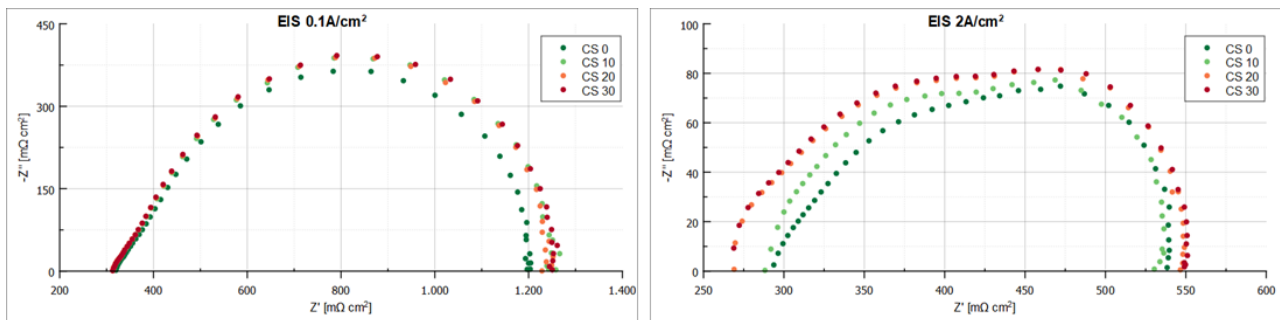 EIS 0.1A/cm²
450
300
150
0
-Z" [mΩ cm²]
200
400
600
800
1.000
1.200
1.400
Z' [mΩ cm²]
CS 0
CS 10
CS 20
CS 30
EIS 2A/cm²
100
80
60
40
20
0
-Z" [mΩ cm²]
250
300
350
400
450
500
550
600
Z' [mΩ cm²]
CS 0
CS 10
CS 20
CS 30